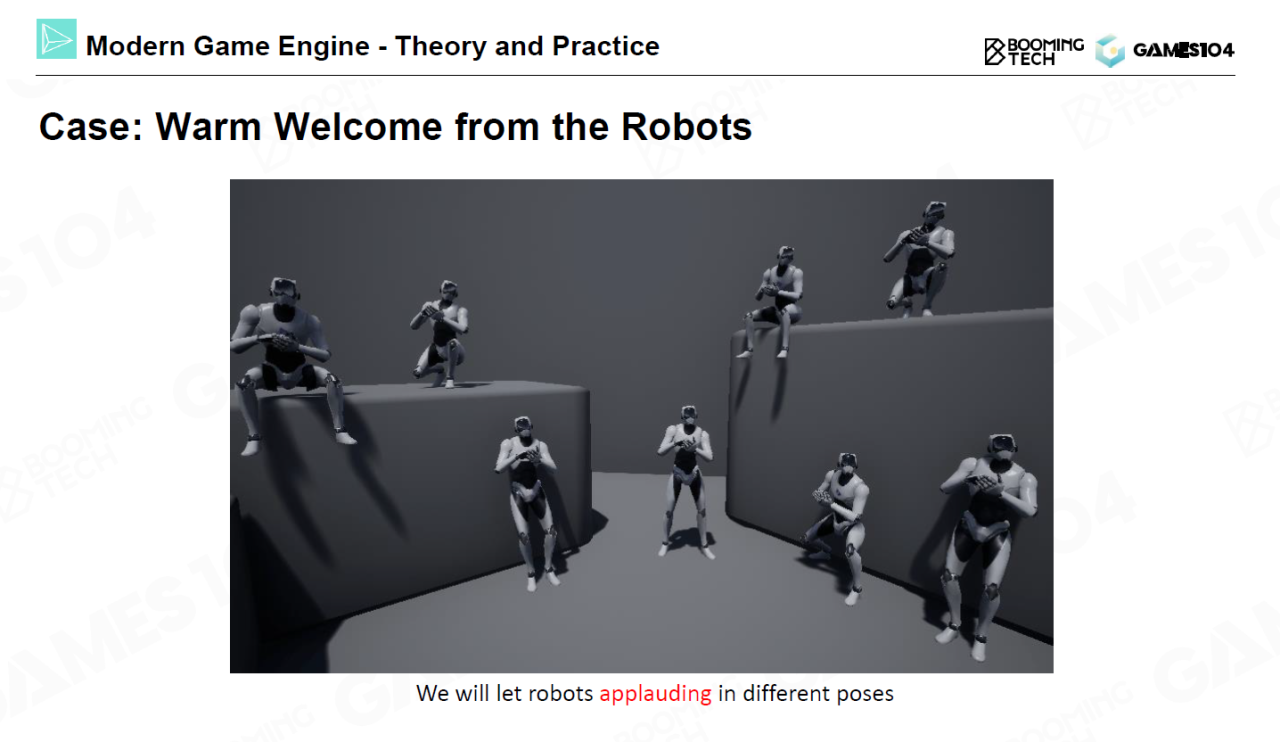 Modern Game Engine - Theory and Practice
BOOMING
TECH
GAMES104
Case: Warm Welcome from the Robots
We will let robots applauding in different poses